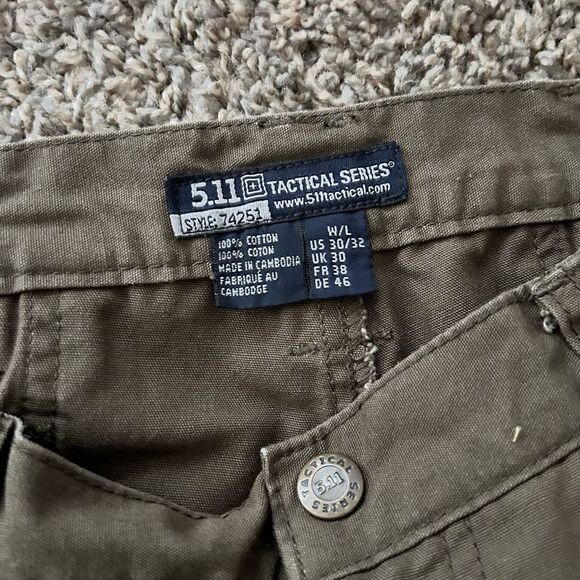 5.11 TACTICAL SERIES®
www.511tactical.com
STYLE: 74251
100% COTTON
100% COTON
MADE IN CAMBODIA
FABRIQUÉ AU
CAMBODGE
W/L
US 30/32
UK 30
FR 38
DE 46
TACTICAL
5.11
SERIES